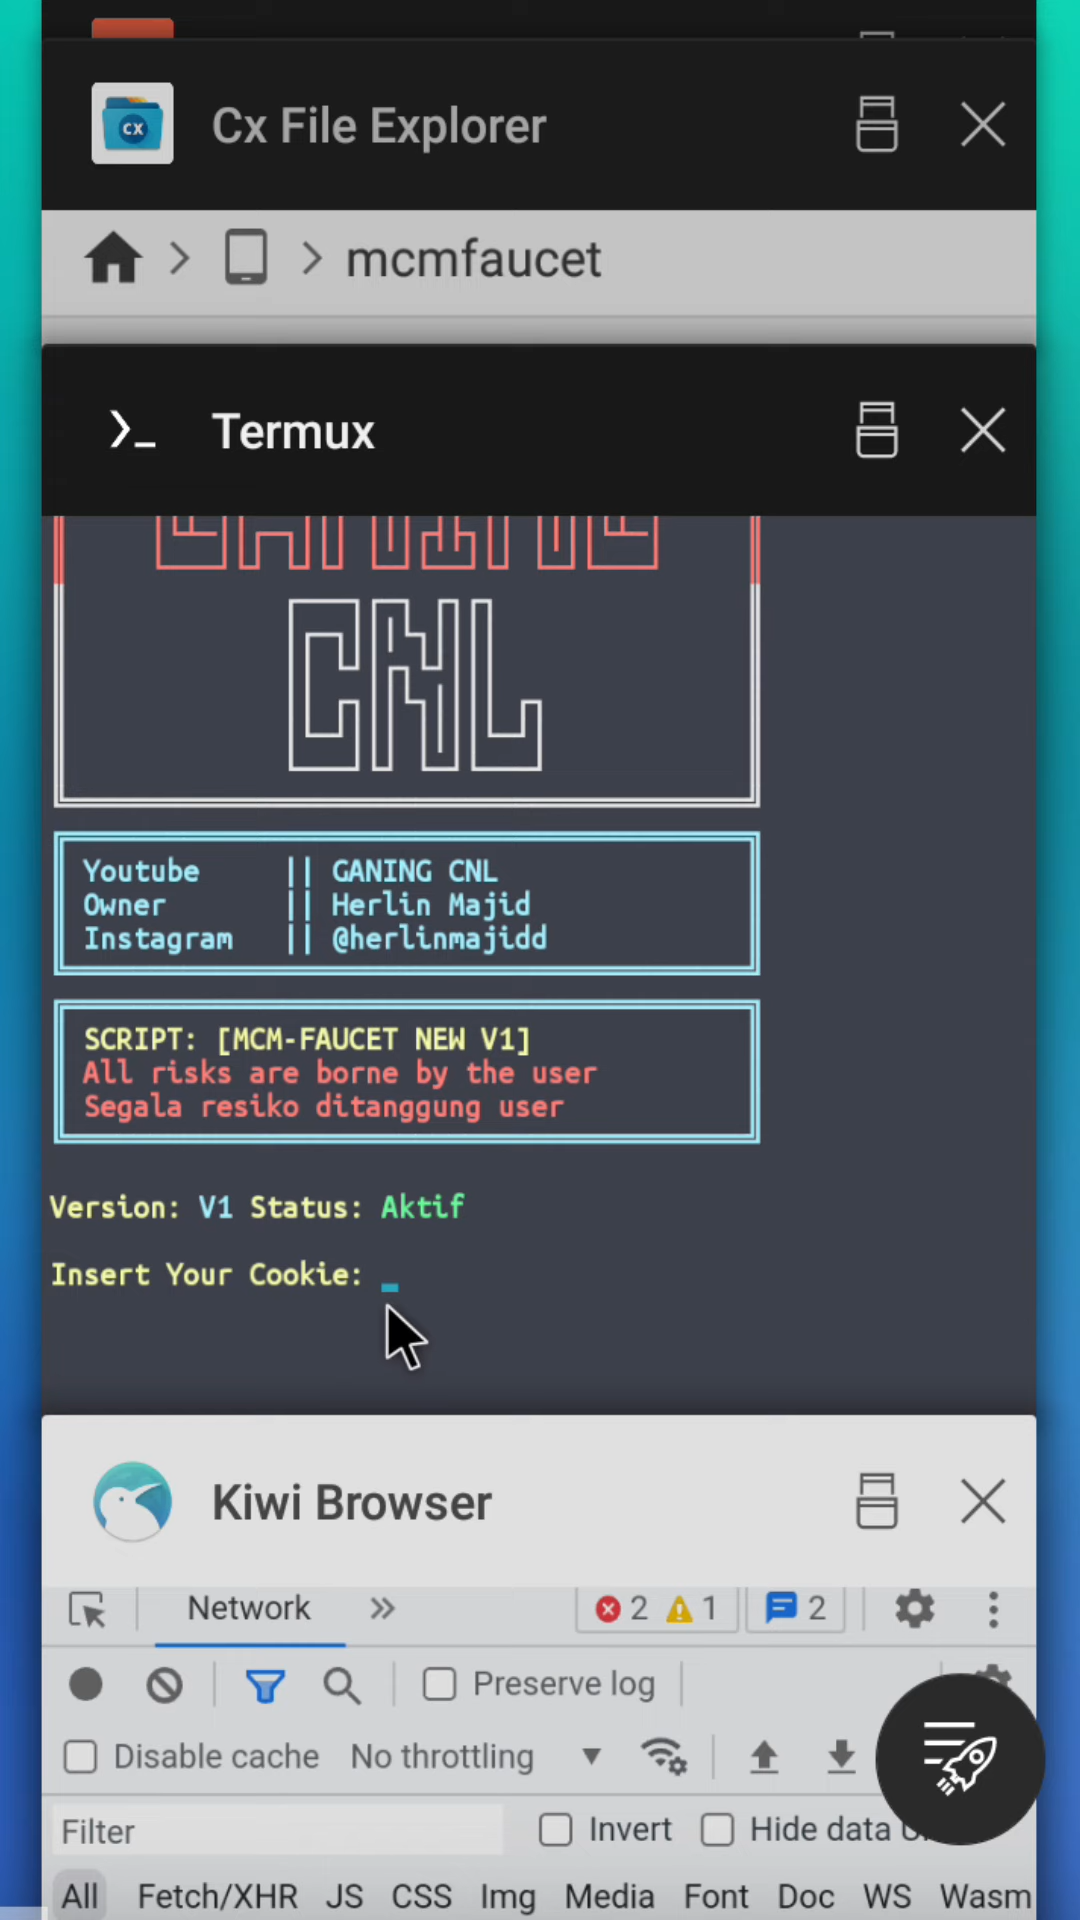 Cx File Explorer
mcmfaucet
Termux
CNL
Youtube || GANING CNL
Owner || Herlin Majid
Instagram || @herlinmajidd
SCRIPT: [MCM-FAUCET NEW V1]
All risks are borne by the user
Segala resiko ditanggung user
Version: V1 Status: Aktif
Insert Your Cookie:
Kiwi Browser
Network 2 1 2
Preserve log
Disable cache No throttling
Filter Invert Hide data
All Fetch/XHR JS CSS Img Media Font Doc WS Wasm